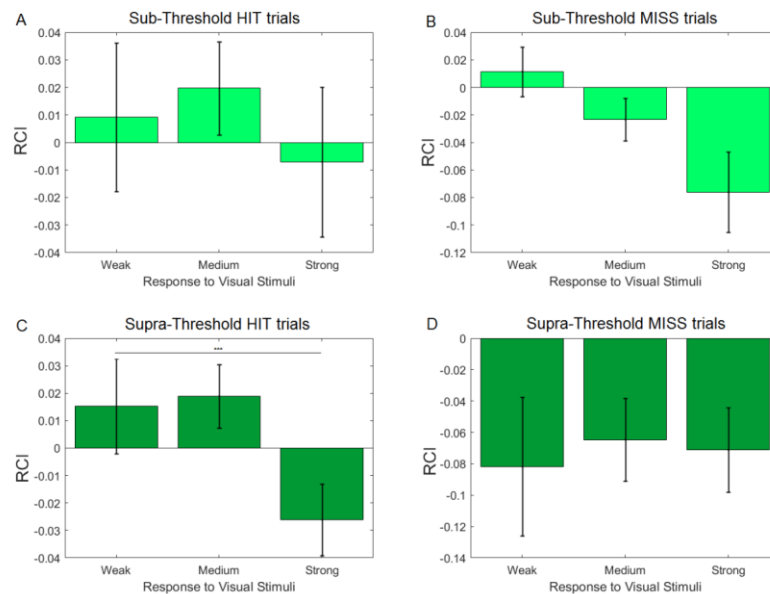 A
Sub-Threshold HIT trials
0.04
0.03
0.02
0.01
0
-0.01
-0.02
-0.03
-0.04
RCI
Weak Medium Strong
Response to Visual Stimuli
B
Sub-Threshold MISS trials
0.04
0.02
0
-0.02
-0.04
-0.06
-0.08
-0.1
-0.12
RCI
Weak Medium Strong
Response to Visual Stimuli
C
Supra-Threshold HIT trials
0.04
0.03
0.02
0.01
0
-0.01
-0.02
-0.03
-0.04
RCI
***
Weak Medium Strong
Response to Visual Stimuli
D
Supra-Threshold MISS trials
0
-0.02
-0.04
-0.06
-0.08
-0.1
-0.12
-0.14
RCI
Weak Medium Strong
Response to Visual Stimuli